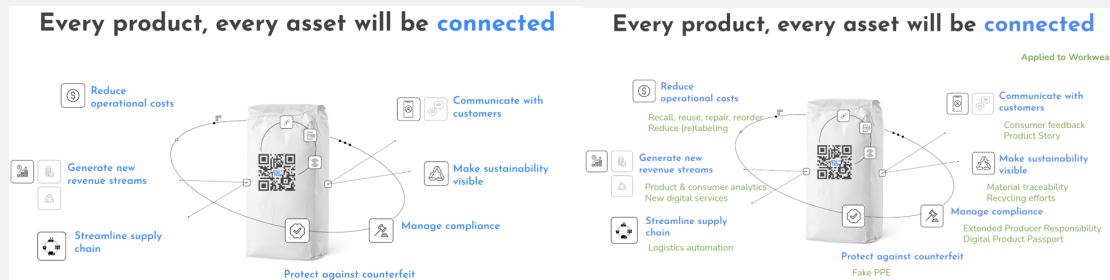 Every product, every asset will be connected
Reduce
operational costs
Communicate with
customers
Generate new
revenue streams
Make sustainability
visible
Streamline supply
chain
Manage compliance
Protect against counterfeit
Every product, every asset will be connected
Applied to Workwea
Reduce
operational costs
Recall, reuse, repair, reorder
Reduce (re)labeling
Communicate with
customers
Consumer feedback
Product Story
Generate new
revenue streams
Product & consumer analytics
New digital services
Make sustainability
visible
Material traceability
Recycling efforts
Streamline supply
chain
Logistics automation
Manage compliance
Extended Producer Responsibility
Digital Product Passport
Protect against counterfeit
Fake PPE